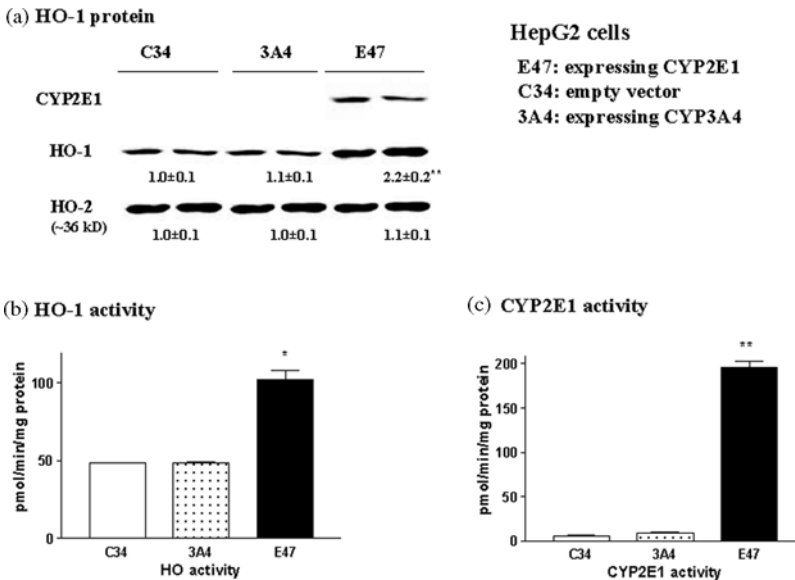 (a) HO-1 protein
C34 3A4 E47
CYP2E1
HO-1
1.0±0.1 1.1±0.1 2.2±0.2**
HO-2
(~36 kD)
1.0±0.1 1.0±0.1 1.1±0.1
HepG2 cells
E47: expressing CYP2E1
C34: empty vector
3A4: expressing CYP3A4
(b) HO-1 activity
pmol/min/mg protein
100
50
0
*
C34 3A4 E47
HO activity
(c) CYP2E1 activity
pmol/min/mg protein
200
150
100
50
0
**
C34 3A4 E47
CYP2E1 activity